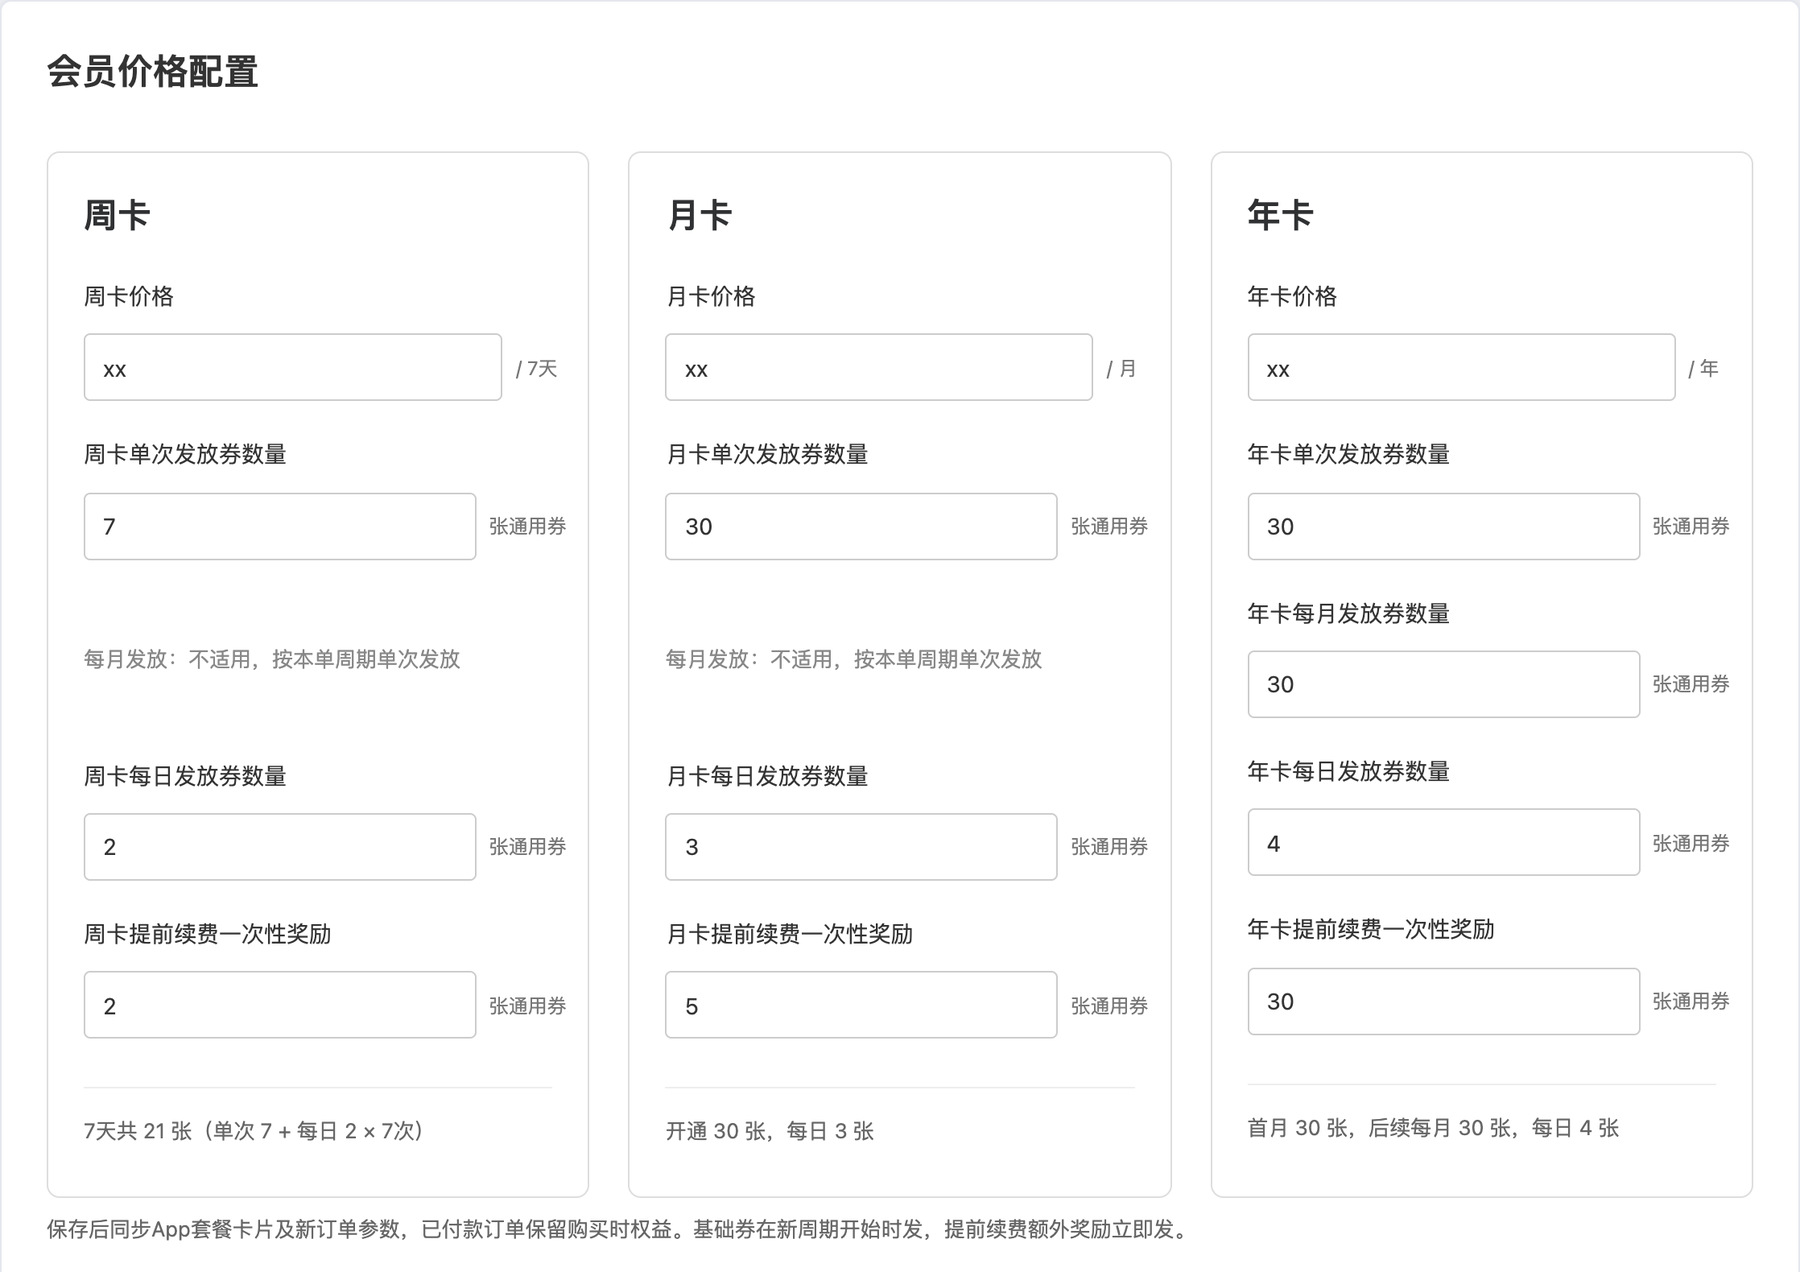 会员价格配置
周卡
周卡价格
xx
/ 7天
周卡单次发放券数量
7
张通用券
每月发放：不适用，按本单周期单次发放
周卡每日发放券数量
2
张通用券
周卡提前续费一次性奖励
2
张通用券
7天共 21 张（单次 7 + 每日 2 × 7次）
月卡
月卡价格
xx
/ 月
月卡单次发放券数量
30
张通用券
每月发放：不适用，按本单周期单次发放
月卡每日发放券数量
3
张通用券
月卡提前续费一次性奖励
5
张通用券
开通 30 张，每日 3 张
年卡
年卡价格
xx
/ 年
年卡单次发放券数量
30
张通用券
年卡每月发放券数量
30
张通用券
年卡每日发放券数量
4
张通用券
年卡提前续费一次性奖励
30
张通用券
首月 30 张，后续每月 30 张，每日 4 张
保存后同步App套餐卡片及新订单参数，已付款订单保留购买时权益。基础券在新周期开始时发，提前续费额外奖励立即发。